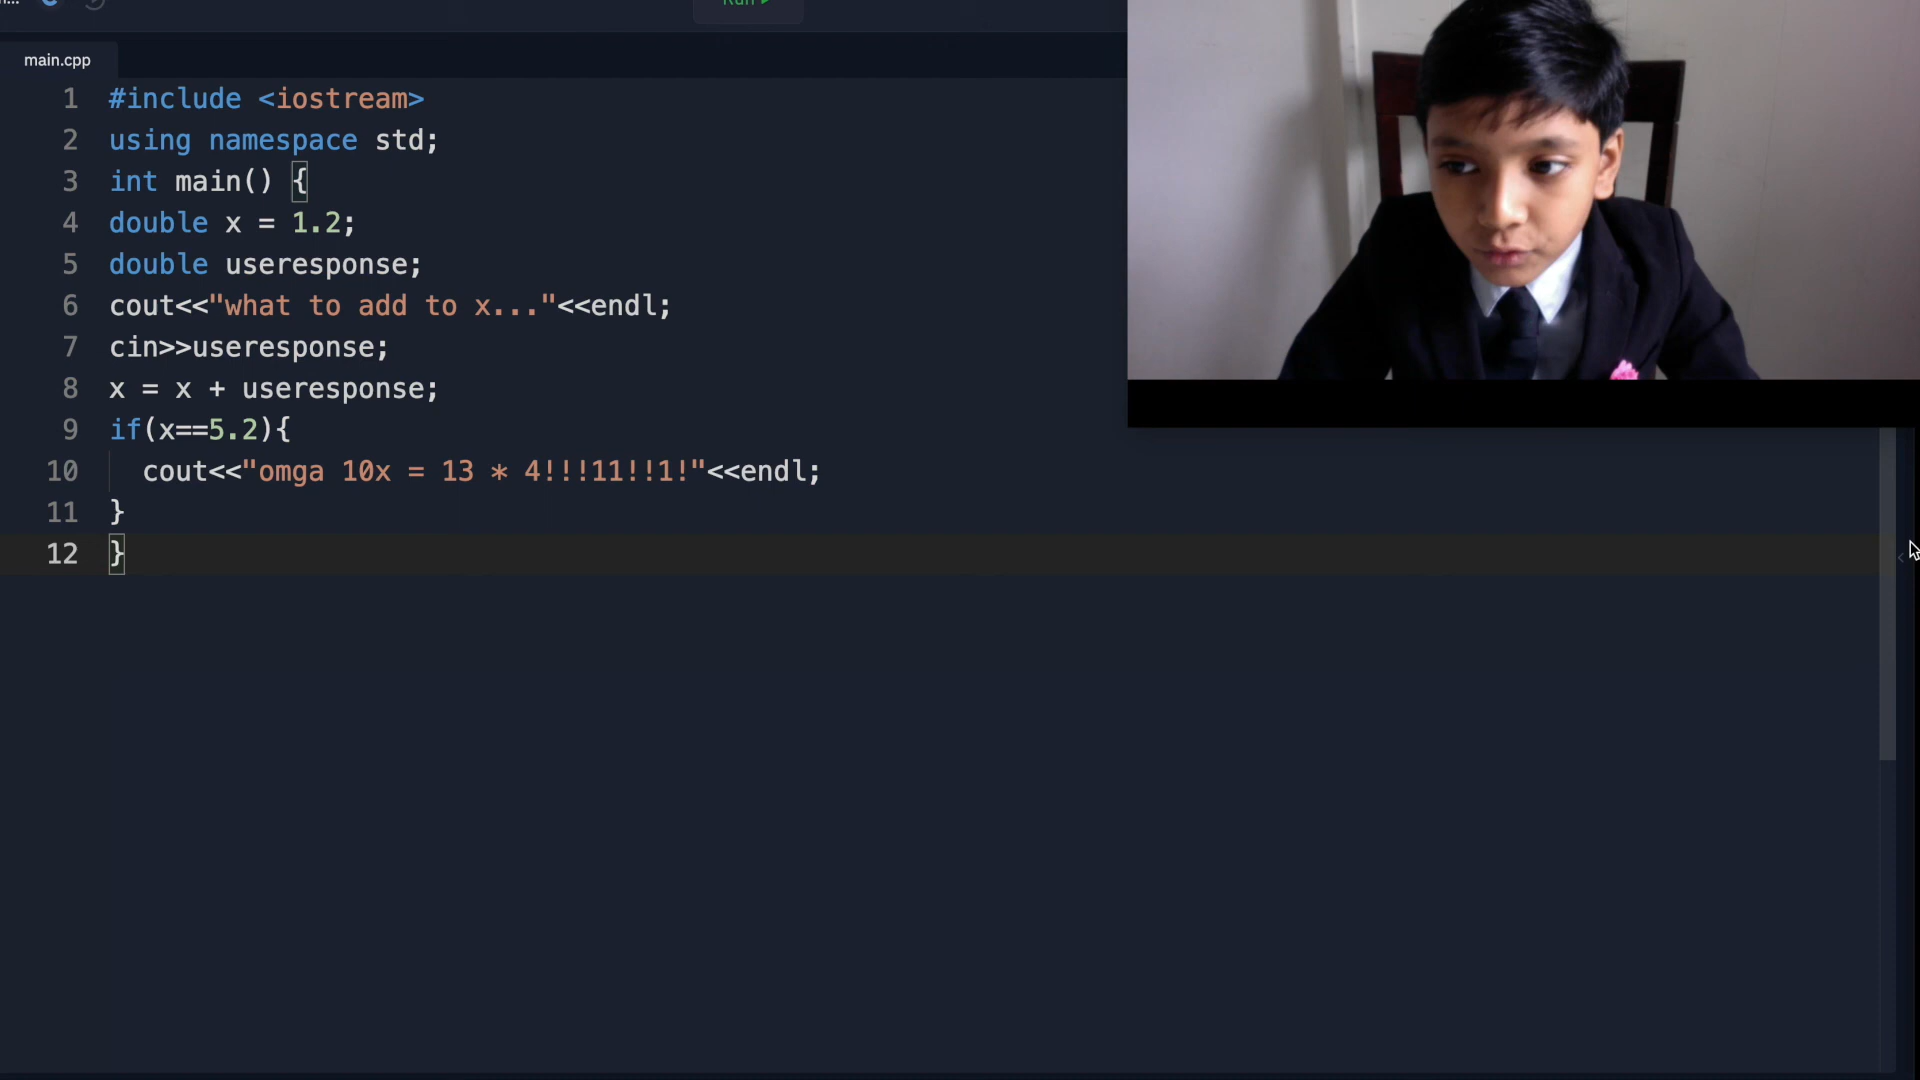 main.cpp
1 #include <iostream>
2 using namespace std;
3 int main() {
4 double x = 1.2;
5 double useresponse;
6 cout<<"what to add to x..."<<endl;
7 cin>>useresponse;
8 x = x + useresponse;
9 if(x==5.2){
10 cout<<"omga 10x = 13 * 4!!!11!!1!"<<endl;
11 }
12 }